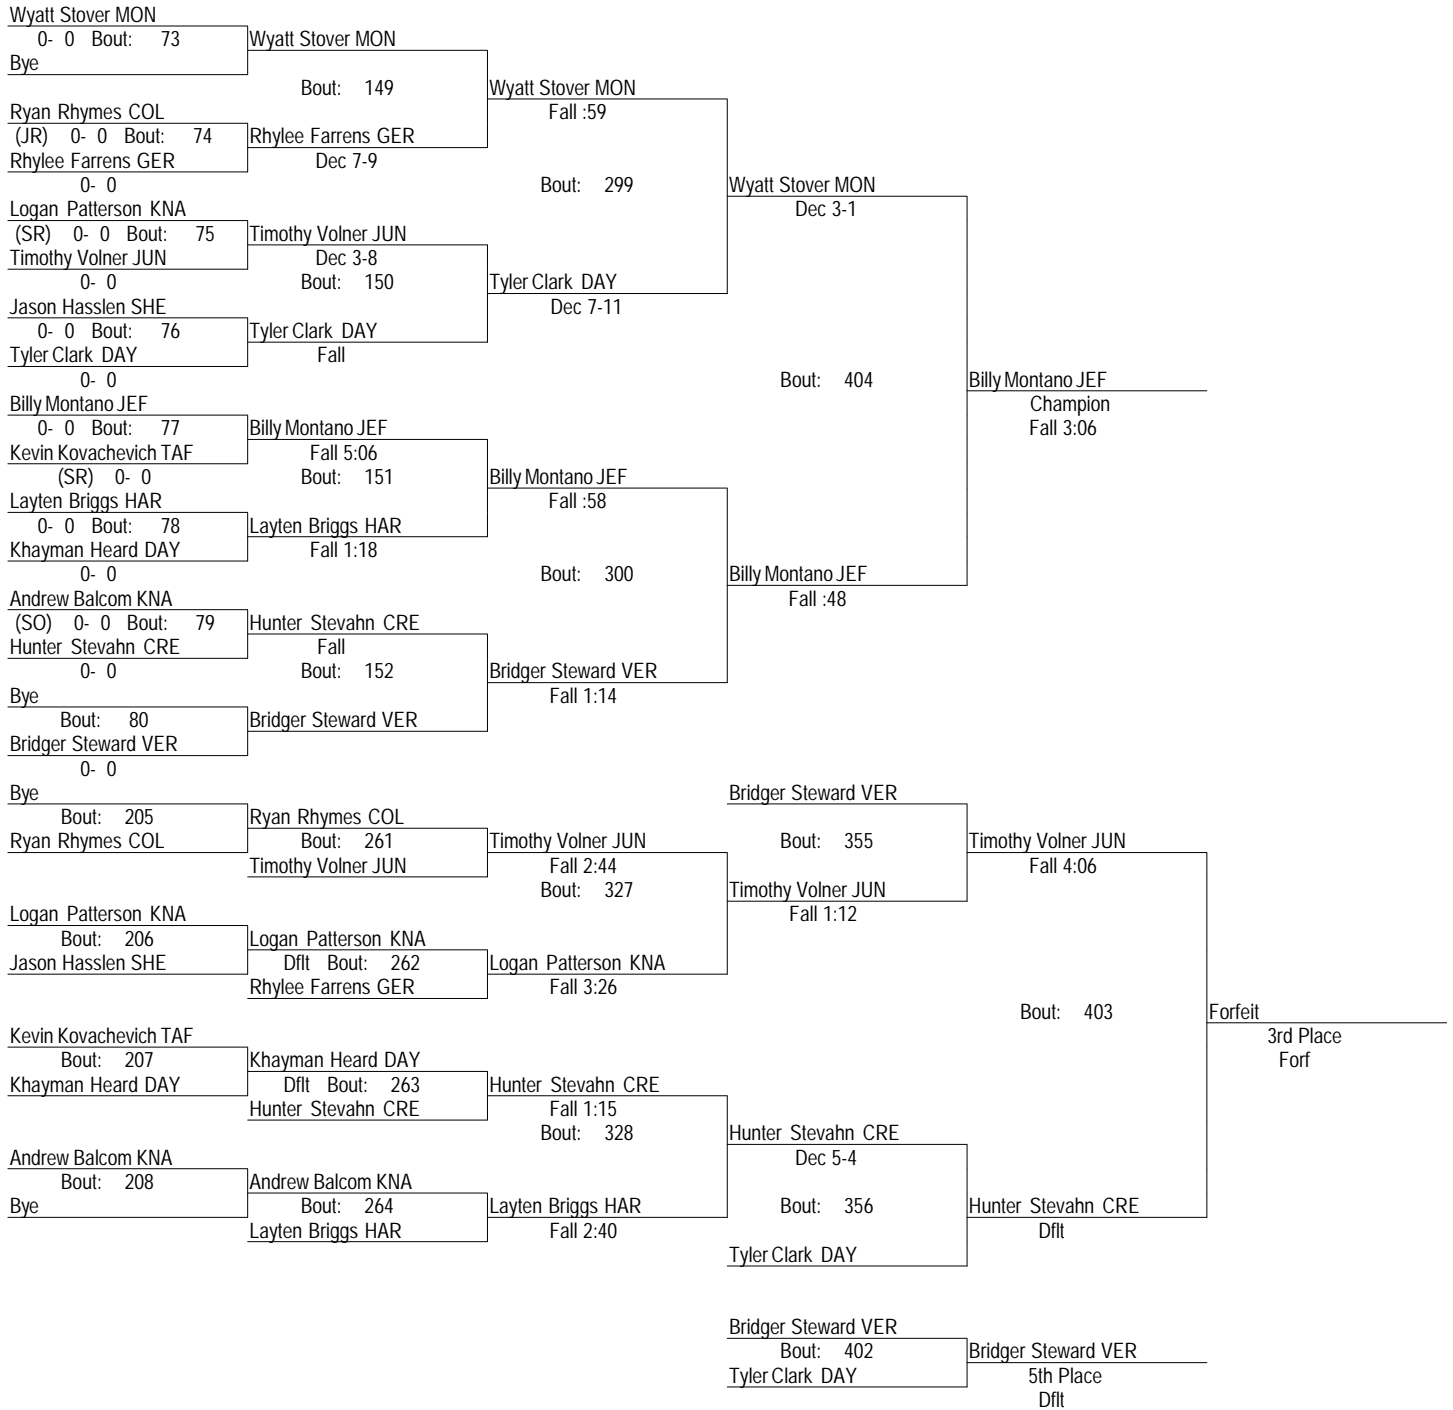 Wyatt Stover MON
0- 0 Bout: 73
Wyatt Stover MON
Bye
Bout: 149
Wyatt Stover MON
Ryan Rhymes COL
Fall :59
(JR) 0- 0 Bout: 74
Rhylee Farrens GER
Rhylee Farrens GER
Dec 7-9
0- 0
Bout: 299
Wyatt Stover MON
Logan Patterson KNA
Dec 3-1
(SR) 0- 0 Bout: 75
Timothy Volner JUN
Timothy Volner JUN
Dec 3-8
0- 0
Bout: 150
Tyler Clark DAY
Jason Hasslen SHE
Dec 7-11
0- 0 Bout: 76
Tyler Clark DAY
Tyler Clark DAY
Fall
0- 0
Bout: 404
Billy Montano JEF
Billy Montano JEF
Champion
0- 0 Bout: 77
Billy Montano JEF
Fall 3:06
Kevin Kovachevich TAF
Fall 5:06
(SR) 0- 0
Bout: 151
Billy Montano JEF
Layten Briggs HAR
Fall :58
0- 0 Bout: 78
Layten Briggs HAR
Khayman Heard DAY
Fall 1:18
0- 0
Bout: 300
Billy Montano JEF
Andrew Balcom KNA
Fall :48
(SO) 0- 0 Bout: 79
Hunter Stevahn CRE
Hunter Stevahn CRE
Fall
0- 0
Bout: 152
Bridger Steward VER
Bye
Fall 1:14
Bout: 80
Bridger Steward VER
Bridger Steward VER
0- 0
Bye
Bridger Steward VER
Bout: 205
Ryan Rhymes COL
Ryan Rhymes COL
Bout: 261
Timothy Volner JUN
Bout: 355
Timothy Volner JUN
Timothy Volner JUN
Fall 2:44
Fall 4:06
Bout: 327
Timothy Volner JUN
Logan Patterson KNA
Fall 1:12
Bout: 206
Logan Patterson KNA
Jason Hasslen SHE
Dflt Bout: 262
Logan Patterson KNA
Rhylee Farrens GER
Fall 3:26
Bout: 403
Forfeit
Kevin Kovachevich TAF
3rd Place
Bout: 207
Khayman Heard DAY
Forf
Khayman Heard DAY
Dflt Bout: 263
Hunter Stevahn CRE
Hunter Stevahn CRE
Fall 1:15
Bout: 328
Hunter Stevahn CRE
Andrew Balcom KNA
Dec 5-4
Bout: 208
Andrew Balcom KNA
Bye
Bout: 264
Layten Briggs HAR
Bout: 356
Hunter Stevahn CRE
Layten Briggs HAR
Fall 2:40
Dflt
Tyler Clark DAY
Bridger Steward VER
Bout: 402
Bridger Steward VER
Tyler Clark DAY
5th Place
Dflt